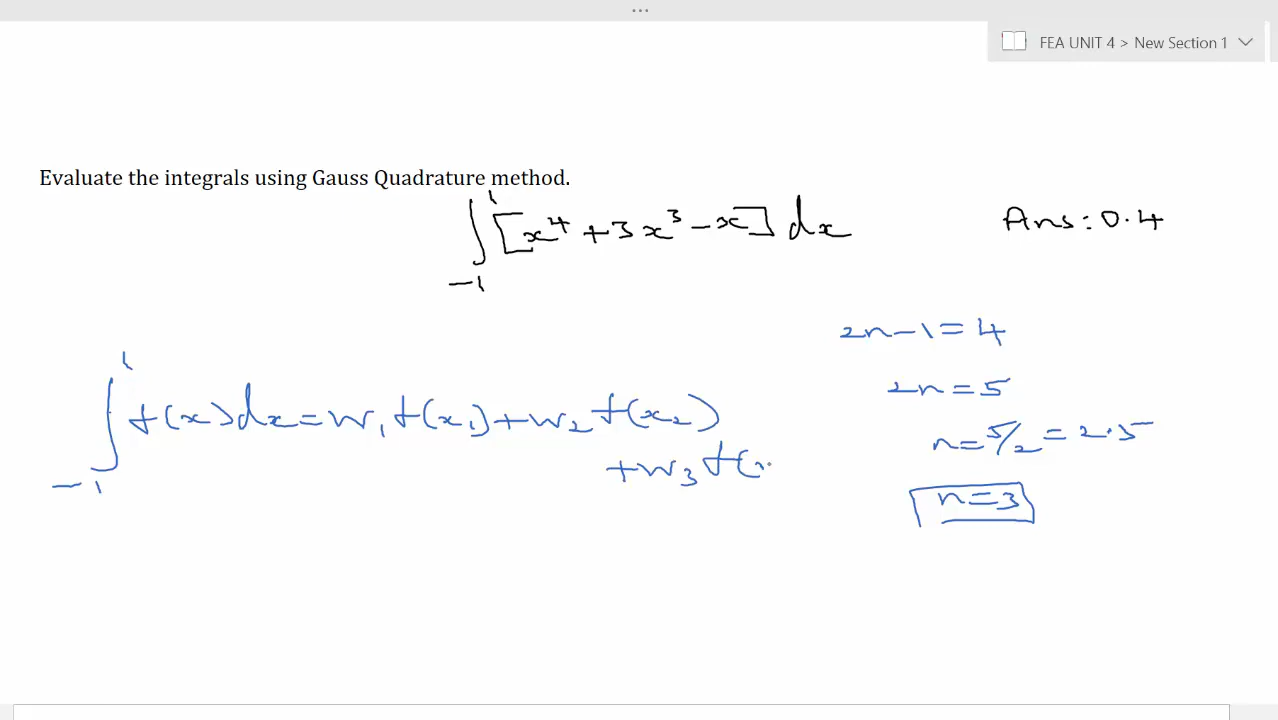 FEA UNIT 4 > New Section 1
Evaluate the integrals using Gauss Quadrature method.
∫₋₁¹ [x⁴ + 3x³ − x] dx
Ans: 0.4
2n − 1 = 4
2n = 5
n = 5/2 = 2.5
n = 3
∫₋₁¹ f(x) dx = w₁ f(x₁) + w₂ f(x₂)
+ w₃ f(